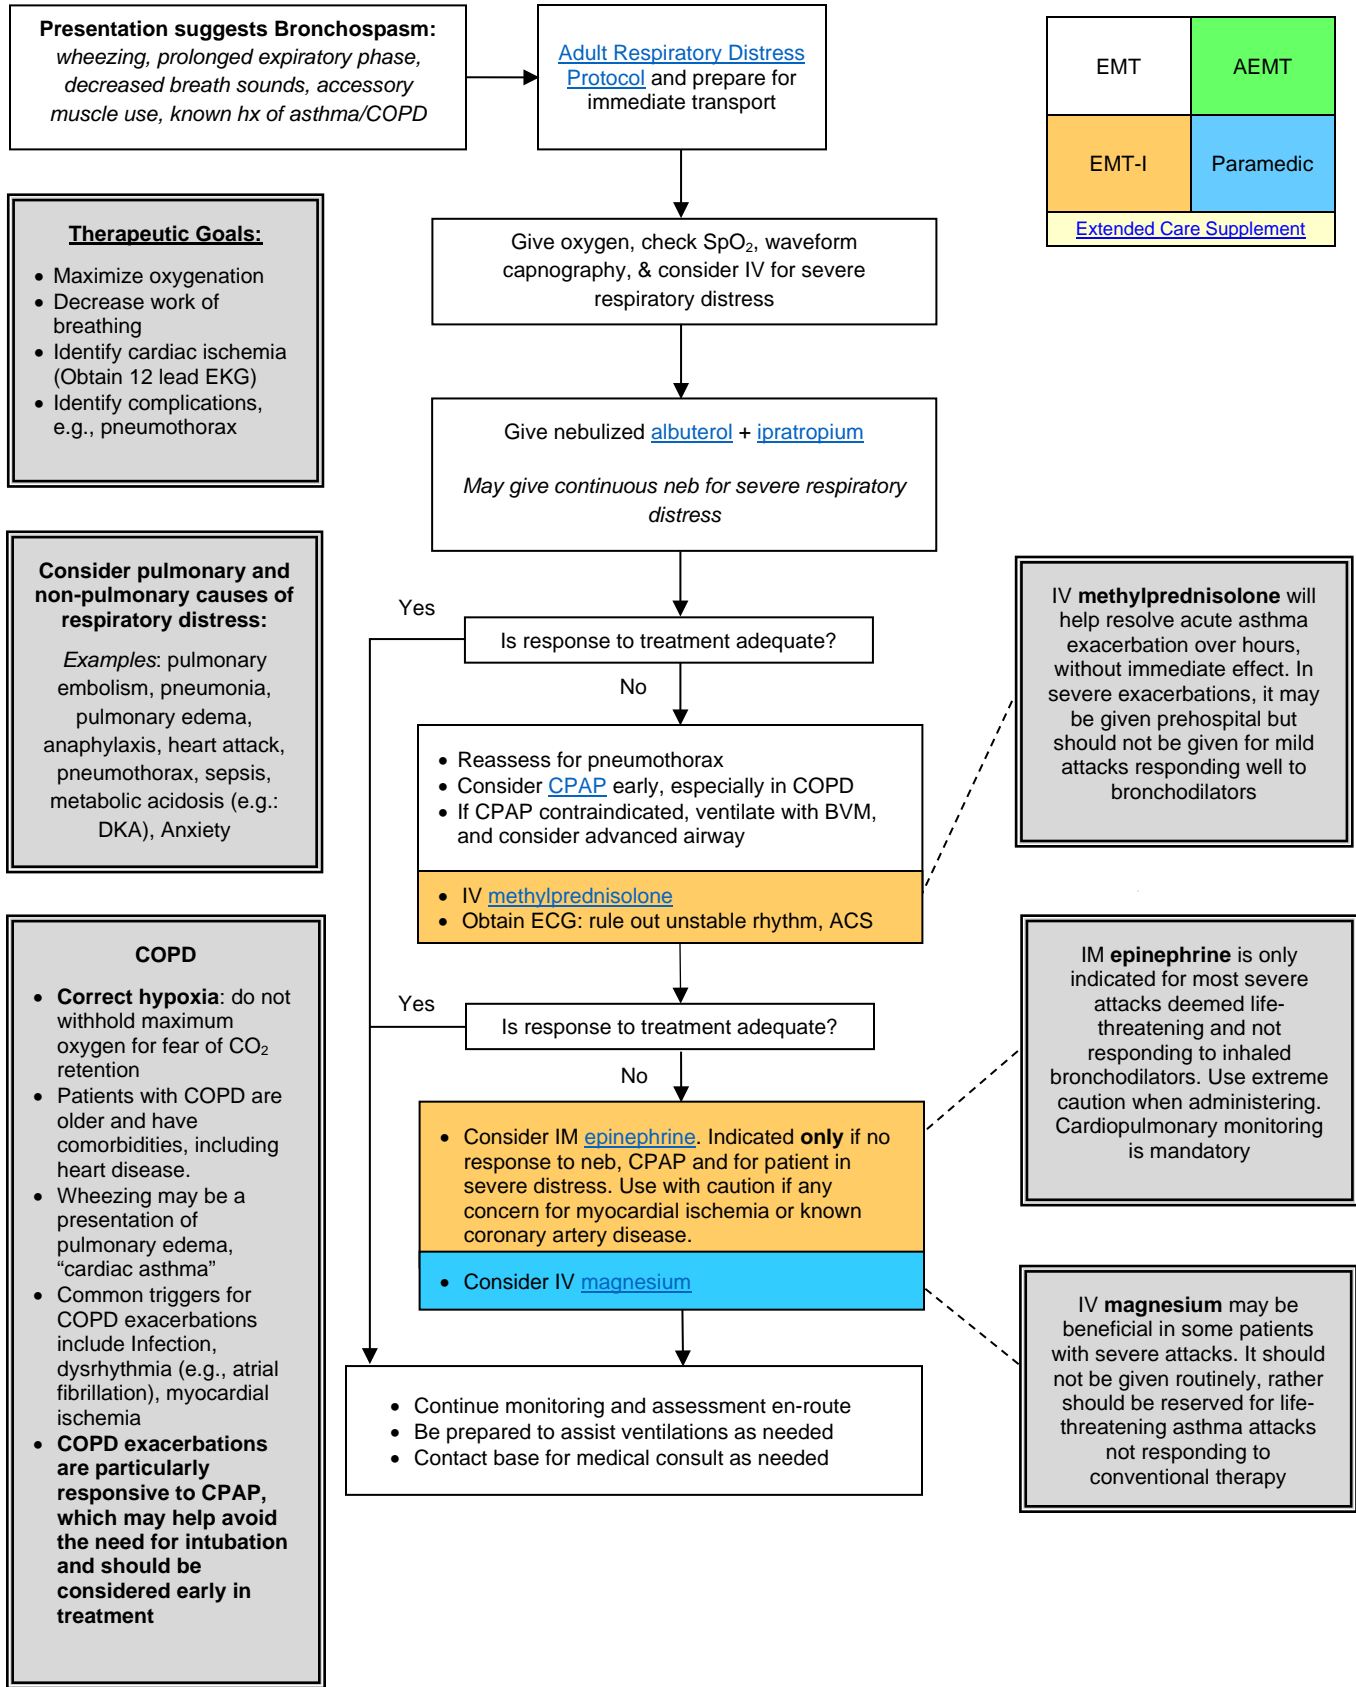 Presentation suggests Bronchospasm:
wheezing, prolonged expiratory phase,
decreased breath sounds, accessory
muscle use, known hx of asthma/COPD
Adult Respiratory Distress
Protocol and prepare for
immediate transport
EMT
AEMT
EMT-I
Paramedic
Extended Care Supplement
Therapeutic Goals:
• Maximize oxygenation
• Decrease work of
breathing
• Identify cardiac ischemia
(Obtain 12 lead EKG)
• Identify complications,
e.g., pneumothorax
Give oxygen, check SpO₂, waveform
capnography, & consider IV for severe
respiratory distress
Give nebulized albuterol + ipratropium
May give continuous neb for severe respiratory
distress
Consider pulmonary and
non-pulmonary causes of
respiratory distress:
Examples: pulmonary
embolism, pneumonia,
pulmonary edema,
anaphylaxis, heart attack,
pneumothorax, sepsis,
metabolic acidosis (e.g.:
DKA), Anxiety
Yes
Is response to treatment adequate?
No
• Reassess for pneumothorax
• Consider CPAP early, especially in COPD
• If CPAP contraindicated, ventilate with BVM,
and consider advanced airway
• IV methylprednisolone
• Obtain ECG: rule out unstable rhythm, ACS
IV methylprednisolone will
help resolve acute asthma
exacerbation over hours,
without immediate effect. In
severe exacerbations, it may
be given prehospital but
should not be given for mild
attacks responding well to
bronchodilators
COPD
• Correct hypoxia: do not
withhold maximum
oxygen for fear of CO₂
retention
• Patients with COPD are
older and have
comorbidities, including
heart disease.
• Wheezing may be a
presentation of
pulmonary edema,
“cardiac asthma”
• Common triggers for
COPD exacerbations
include Infection,
dysrhythmia (e.g., atrial
fibrillation), myocardial
ischemia
• COPD exacerbations
are particularly
responsive to CPAP,
which may help avoid
the need for intubation
and should be
considered early in
treatment
Yes
Is response to treatment adequate?
No
• Consider IM epinephrine. Indicated only if no
response to neb, CPAP and for patient in
severe distress. Use with caution if any
concern for myocardial ischemia or known
coronary artery disease.
• Consider IV magnesium
IM epinephrine is only
indicated for most severe
attacks deemed life-
threatening and not
responding to inhaled
bronchodilators. Use extreme
caution when administering.
Cardiopulmonary monitoring
is mandatory
IV magnesium may be
beneficial in some patients
with severe attacks. It should
not be given routinely, rather
should be reserved for life-
threatening asthma attacks
not responding to
conventional therapy
• Continue monitoring and assessment en-route
• Be prepared to assist ventilations as needed
• Contact base for medical consult as needed